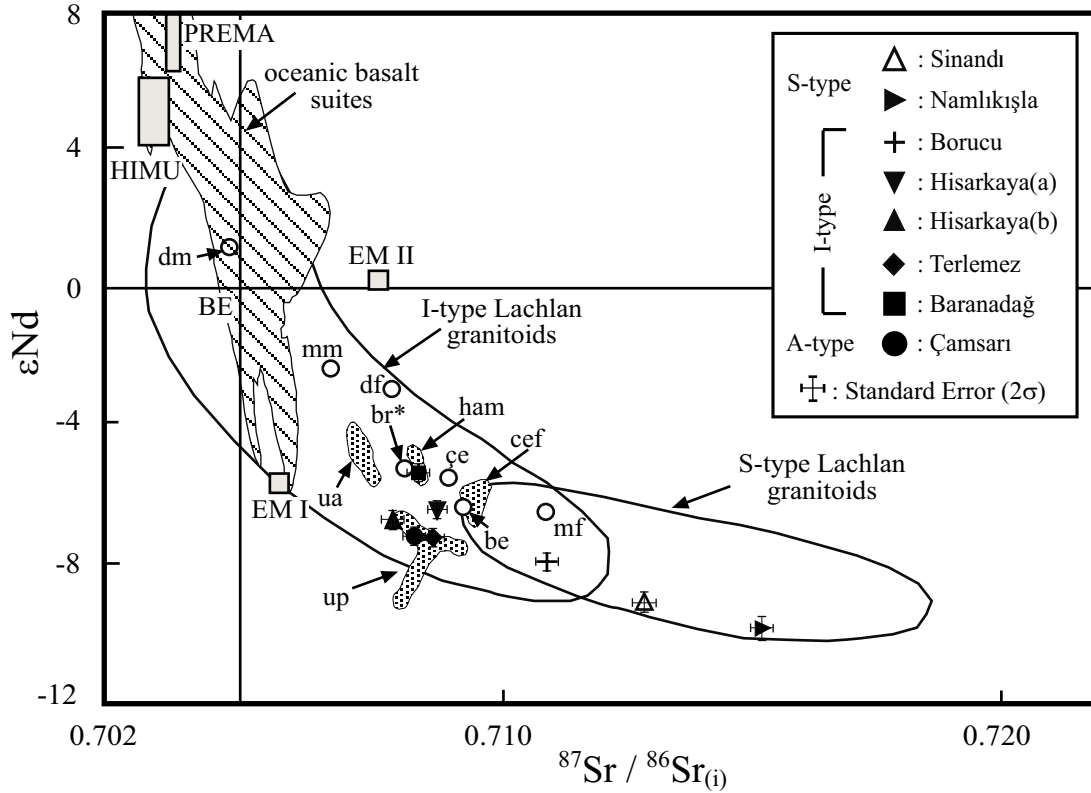 8
4
0
-4
-8
-12
εNd
0.702
0.710
0.720
⁸⁷Sr / ⁸⁶Sr(i)
PREMA
oceanic basalt
suites
HIMU
dm
BE
EM II
I-type Lachlan
granitoids
mm
df
br*
ham
çe
cef
ua
EM I
be
mf
up
S-type Lachlan
granitoids
S-type
I-type
A-type
: Sinandı
: Namlıkışla
: Borucu
: Hisarkaya(a)
: Hisarkaya(b)
: Terlemez
: Baranadağ
: Çamsarı
: Standard Error (2σ)